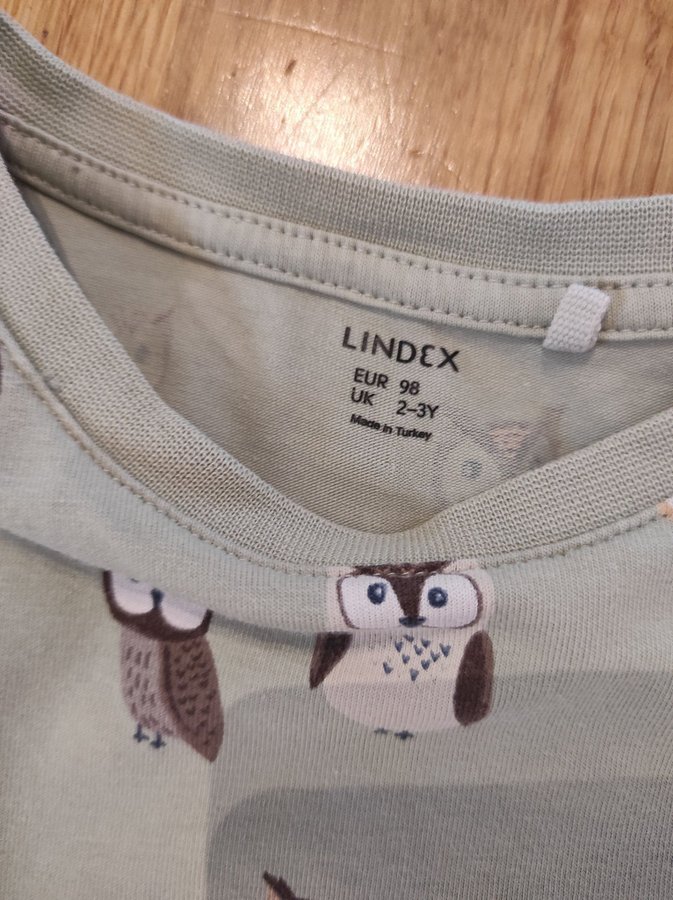 LINDEX
EUR 98
UK 2–3Y
Made in Turkey